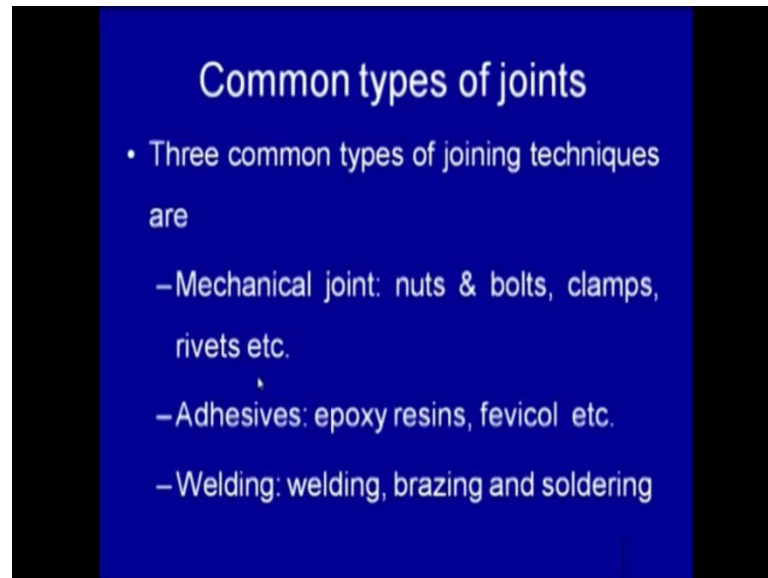 Common types of joints
• Three common types of joining techniques
are
–Mechanical joint: nuts & bolts, clamps,
rivets etc.
–Adhesives: epoxy resins, fevicol etc.
–Welding: welding, brazing and soldering